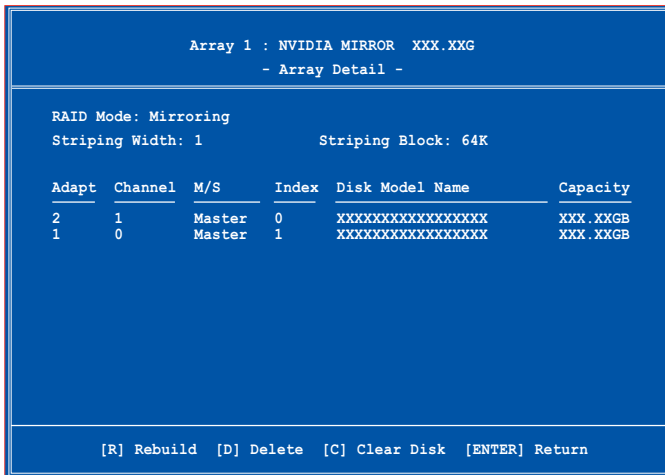 Array 1 : NVIDIA MIRROR XXX.XXG
- Array Detail -
RAID Mode: Mirroring
Striping Width: 1 Striping Block: 64K
Adapt Channel M/S Index Disk Model Name Capacity
2 1 Master 0 XXXXXXXXXXXXXXXXX XXX.XXGB
1 0 Master 1 XXXXXXXXXXXXXXXXX XXX.XXGB
[R] Rebuild [D] Delete [C] Clear Disk [ENTER] Return